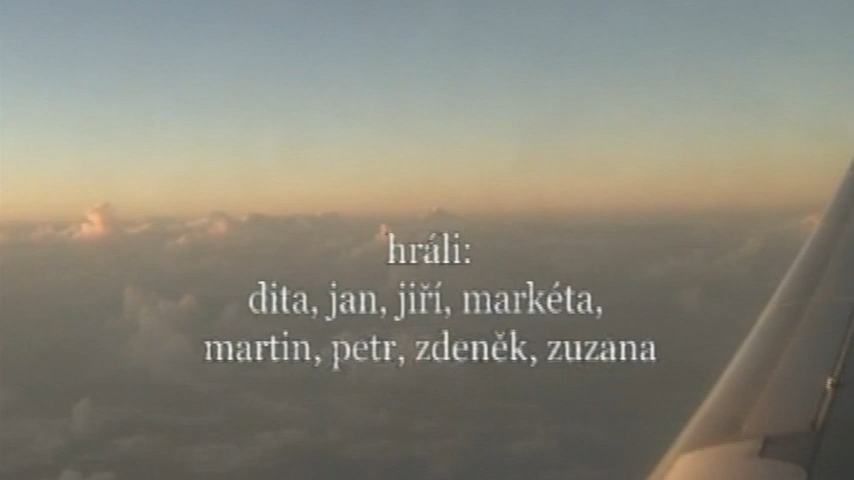 hráli:
dita, jan, jiří, markéta,
martin, petr, zdeněk, zuzana